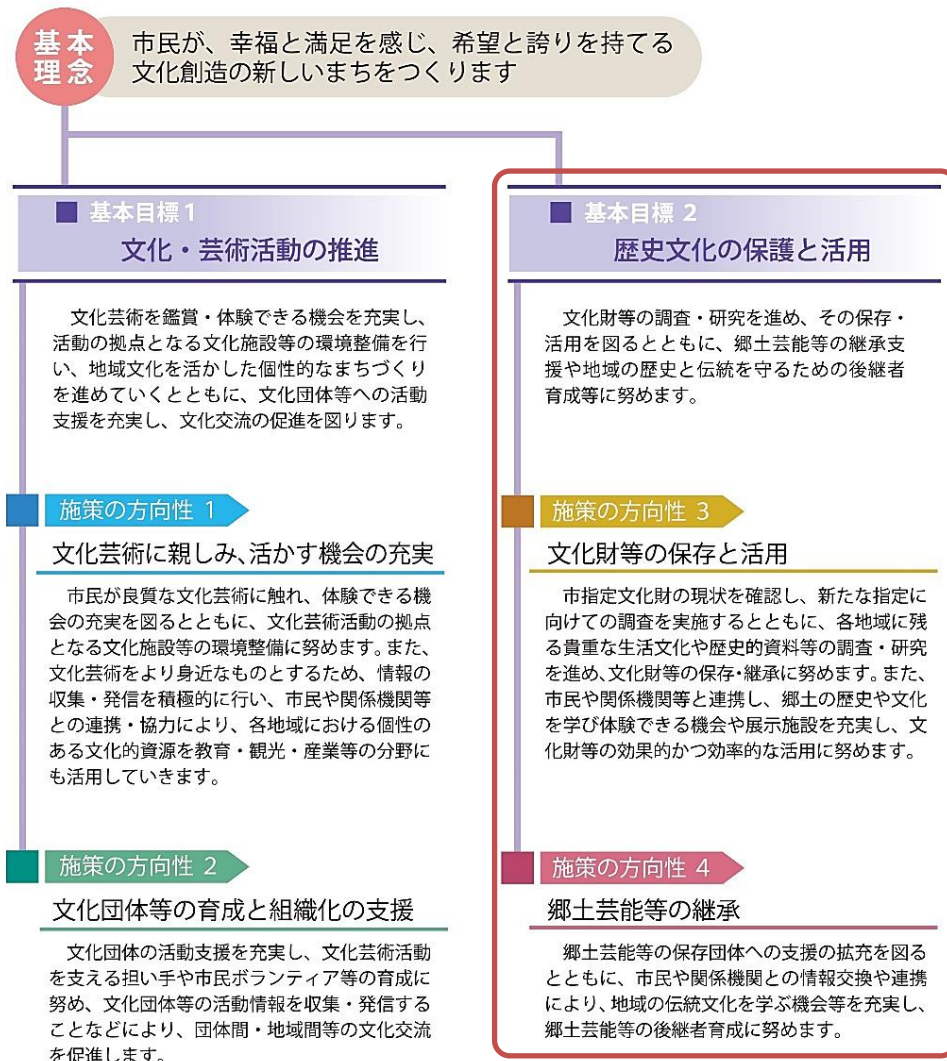 基本
理念
市民が、幸福と満足を感じ、希望と誇りを持てる
文化創造の新しいまちをつくります
基本目標1
文化・芸術活動の推進
文化芸術を鑑賞・体験できる機会を充実し、
活動の拠点となる文化施設等の環境整備を行
い、地域文化を活かした個性的なまちづくり
を進めていくとともに、文化団体等への活動
支援を充実し、文化交流の促進を図ります。
施策の方向性 1
文化芸術に親しみ、活かす機会の充実
市民が良質な文化芸術に触れ、体験できる機
会の充実を図るとともに、文化芸術活動の拠点
となる文化施設等の環境整備に努めます。また、
文化芸術をより身近なものとするため、情報の
収集・発信を積極的に行い、市民や関係機関等
との連携・協力により、各地域における個性の
ある文化的資源を教育・観光・産業等の分野に
も活用していきます。
施策の方向性 2
文化団体等の育成と組織化の支援
文化団体の活動支援を充実し、文化芸術活動
を支える担い手や市民ボランティア等の育成に
努め、文化団体等の活動情報を収集・発信する
ことなどにより、団体間・地域間等の文化交流
を促進します。
基本目標 2
歴史文化の保護と活用
文化財等の調査・研究を進め、その保存・
活用を図るとともに、郷土芸能等の継承支
援や地域の歴史と伝統を守るための後継者
育成等に努めます。
施策の方向性 3
文化財等の保存と活用
市指定文化財の現状を確認し、新たな指定に
向けての調査を実施するとともに、各地域に残
る貴重な生活文化や歴史的資料等の調査・研究
を進め、文化財等の保存・継承に努めます。また、
市民や関係機関等と連携し、郷土の歴史や文化
を学び体験できる機会や展示施設を充実し、文
化財等の効果的かつ効率的な活用に努めます。
施策の方向性 4
郷土芸能等の継承
郷土芸能等の保存団体への支援の拡充を図る
とともに、市民や関係機関との情報交換や連携
により、地域の伝統文化を学ぶ機会等を充実し、
郷土芸能等の後継者育成に努めます。